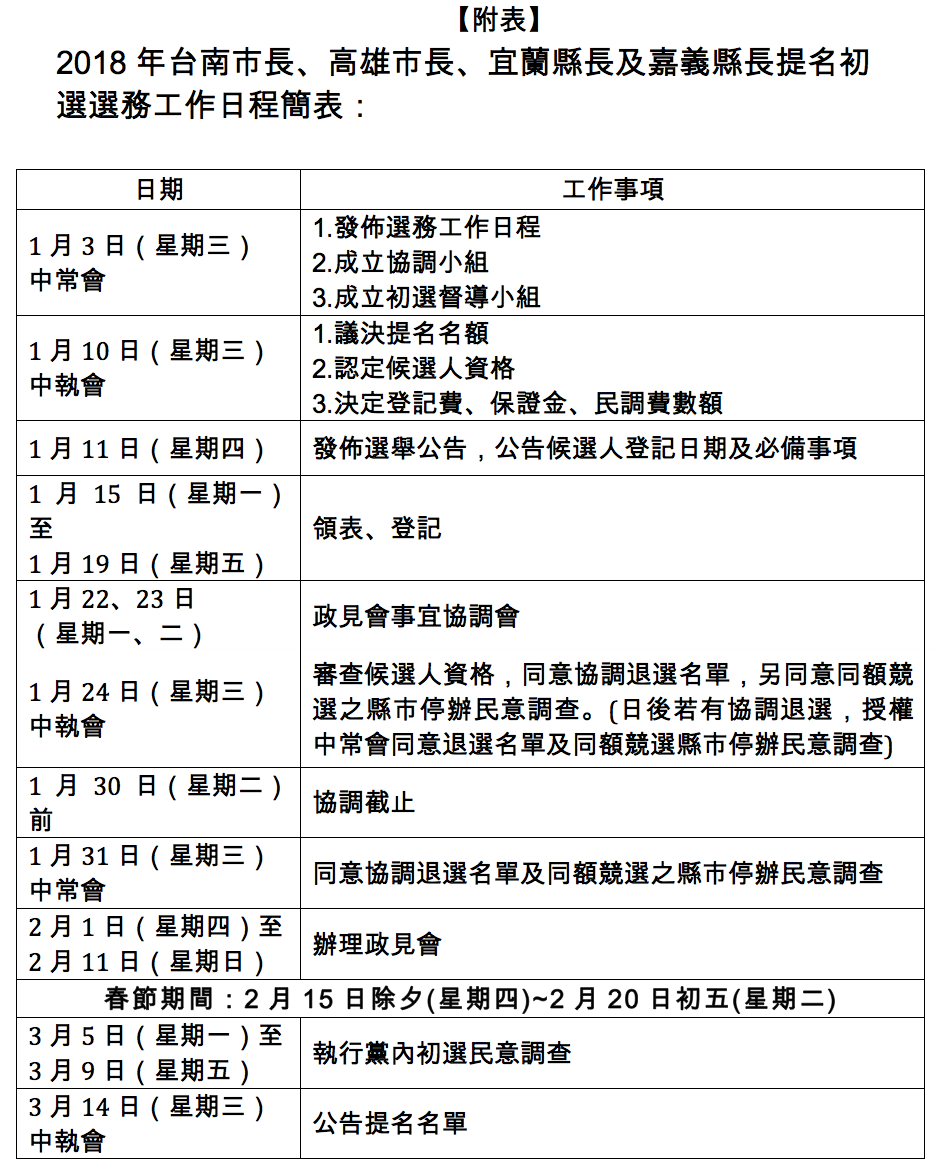 【附表】
2018 年台南市長、高雄市長、宜蘭縣長及嘉義縣長提名初
選選務工作日程簡表：
日期
工作事項
1 月 3 日（星期三）
中常會
1.發佈選務工作日程
2.成立協調小組
3.成立初選督導小組
1 月 10 日（星期三）
中執會
1.議決提名名額
2.認定候選人資格
3.決定登記費、保證金、民調費數額
1 月 11 日（星期四）
發佈選舉公告，公告候選人登記日期及必備事項
1 月 15 日（星期一）
至
1 月 19 日（星期五）
領表、登記
1 月 22、23 日
（星期一、二）
政見會事宜協調會
1 月 24 日（星期三）
中執會
審查候選人資格，同意協調退選名單，另同意同額競
選之縣市停辦民意調查。(日後若有協調退選，授權
中常會同意退選名單及同額競選縣市停辦民意調查)
1 月 30 日（星期二）
前
協調截止
1 月 31 日（星期三）
中常會
同意協調退選名單及同額競選之縣市停辦民意調查
2 月 1 日（星期四）至
2 月 11 日（星期日）
辦理政見會
春節期間：2 月 15 日除夕(星期四)~2 月 20 日初五(星期二)
3 月 5 日（星期一）至
3 月 9 日（星期五）
執行黨內初選民意調查
3 月 14 日（星期三）
中執會
公告提名名單